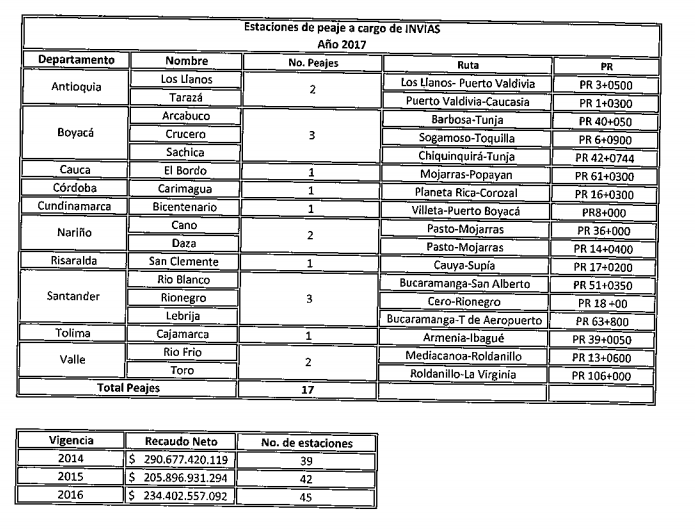 Estaciones de peaje a cargo de INVIAS
Año 2017
Departamento Nombre No. Peajes Ruta PR
Antioquia Los Llanos 2 Los Llanos- Puerto Valdivia PR 3+0500
Tarazá Puerto Valdivia-Caucasia PR 1+0300
Boyacá Arcabuco 3 Barbosa-Tunja PR 40+050
Crucero Sogamoso-Toquilla PR 6+0900
Sachica Chiquinquirá-Tunja PR 42+0744
Cauca El Bordo 1 Mojarras-Popayan PR 61+0300
Córdoba Carimagua 1 Planeta Rica-Corozal PR 16+0300
Cundinamarca Bicentenario 1 Villeta-Puerto Boyacá PR8+000
Nariño Cano 2 Pasto-Mojarras PR 36+000
Daza Pasto-Mojarras PR 14+0400
Risaralda San Clemente 1 Cauya-Supía PR 17+0200
Santander Rio Blanco 3 Bucaramanga-San Alberto PR 51+0350
Rionegro Cero-Rionegro PR 18 +00
Lebrija Bucaramanga-T de Aeropuerto PR 63+800
Tolima Cajamarca 1 Armenia-Ibagué PR 39+0050
Valle Rio Frio 2 Mediacanoa-Roldanillo PR 13+0600
Toro Roldanillo-La Virginia PR 106+000
Total Peajes 17
Vigencia Recaudo Neto No. de estaciones
2014 $ 290.677.420.119 39
2015 $ 205.896.931.294 42
2016 $ 234.402.557.092 45